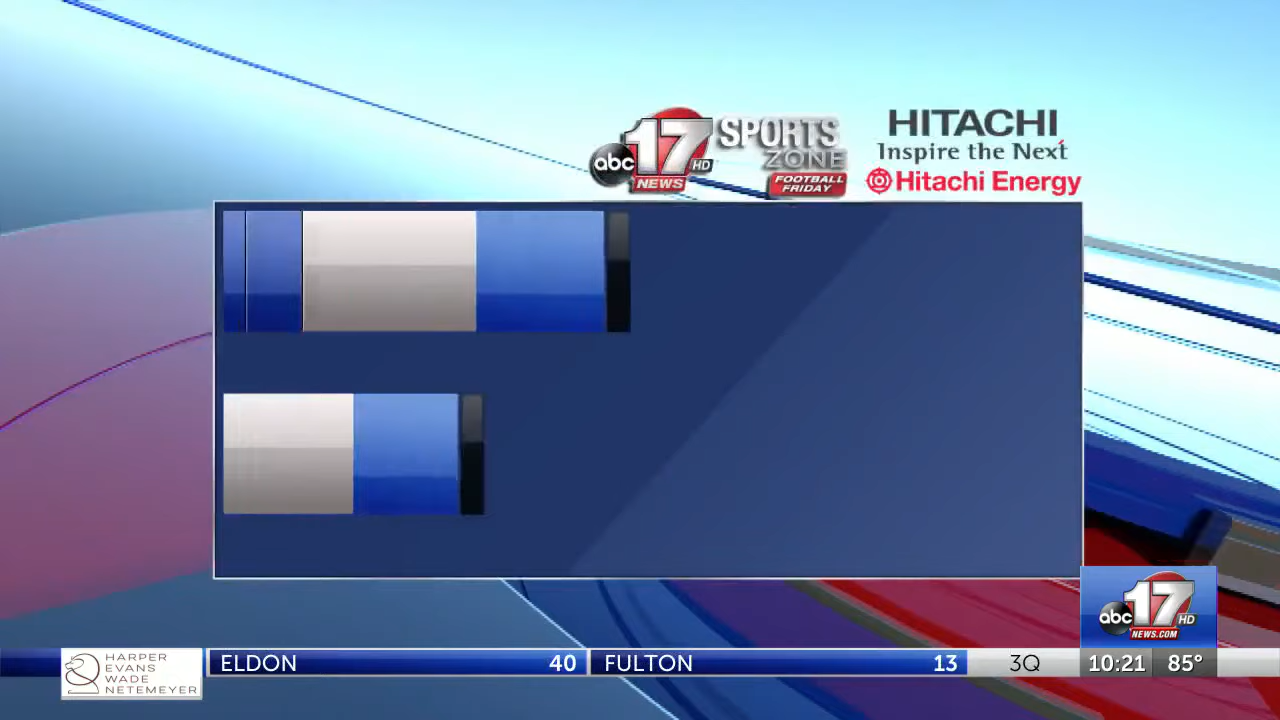 abc 17 NEWS HD
SPORTS
ZONE
FOOTBALL
FRIDAY
HITACHI
Inspire the Next
Hitachi Energy
abc 17 HD
NEWS.COM
HARPER
EVANS
WADE
NETEMEYER
ELDON 40 FULTON 13 3Q 10:21 85°